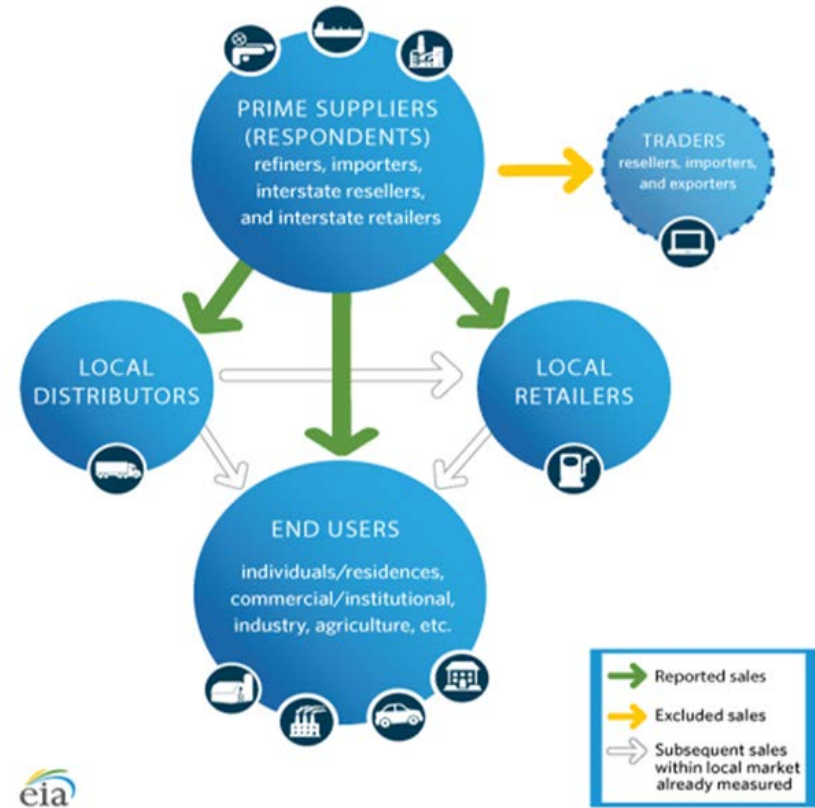 PRIME SUPPLIERS
(RESPONDENTS)
refiners, importers,
interstate resellers,
and interstate retailers
TRADERS
resellers, importers,
and exporters
LOCAL
DISTRIBUTORS
LOCAL
RETAILERS
END USERS
individuals/residences,
commercial/institutional,
industry, agriculture, etc.
Reported sales
Excluded sales
Subsequent sales
within local market
already measured
eia